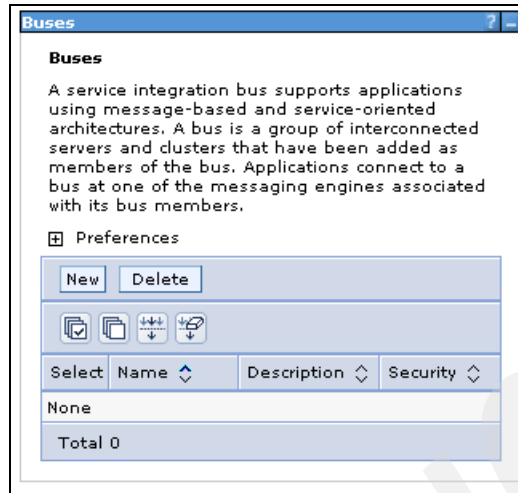 Buses ? –
Buses
A service integration bus supports applications
using message-based and service-oriented
architectures. A bus is a group of interconnected
servers and clusters that have been added as
members of the bus. Applications connect to a
bus at one of the messaging engines associated
with its bus members.
Preferences
New Delete
Select Name Description Security
None
Total 0